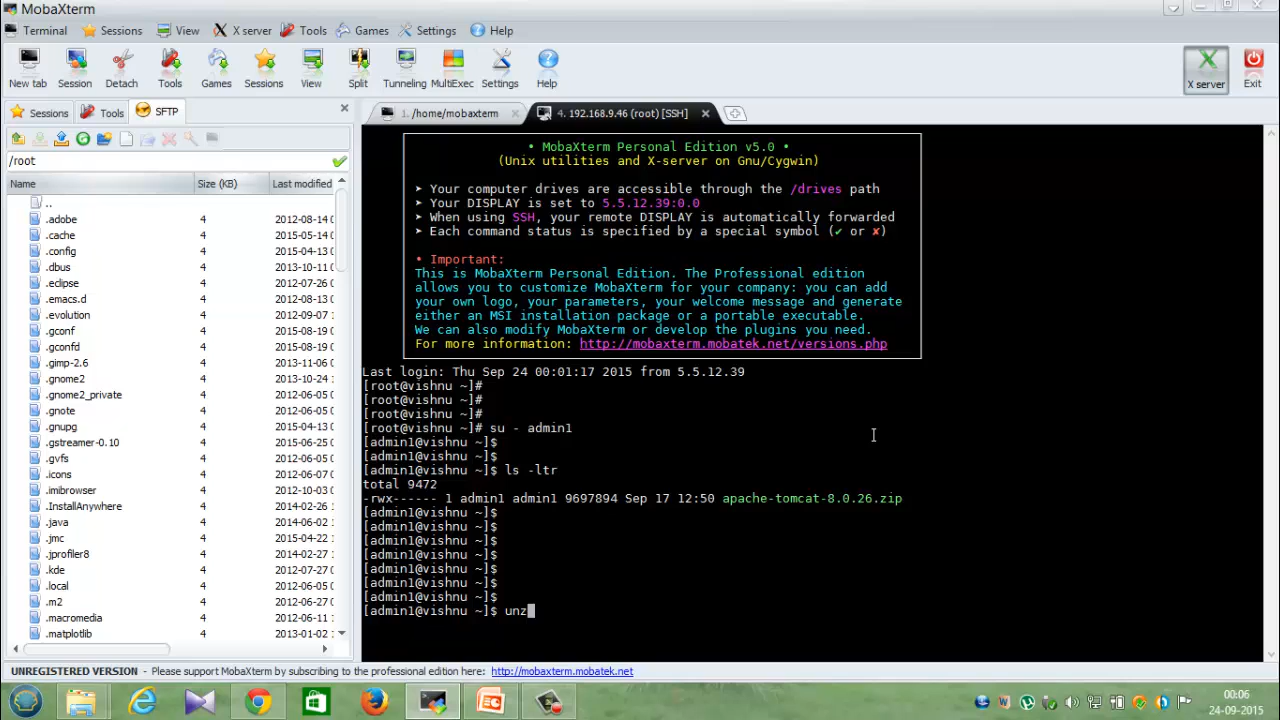 MobaXterm
Terminal Sessions View X server Tools Games Settings Help
New tab Session Detach Tools Games Sessions View Split Tunneling MultiExec Settings Help X server Exit
Sessions Tools SFTP
1. /home/mobaxterm 4. 192.168.9.46 (root) [SSH]
/root
Name Size (KB) Last modified
..
.adobe 4 2012-08-14
.cache 4 2015-05-14
.config 4 2015-04-13
.dbus 4 2013-10-11
.eclipse 4 2012-07-26
.emacs.d 4 2012-08-13
.evolution 4 2012-09-07
.gconf 4 2015-08-19
.gconfd 4 2015-08-19
.gimp-2.6 4 2013-11-06
.gnome2 4 2013-10-24
.gnome2_private 4 2012-06-05
.gnote 4 2012-06-05
.gnupg 4 2015-04-13
.gstreamer-0.10 4 2015-06-25
.gvfs 4 2012-06-05
.icons 4 2012-06-07
.imibrowser 4 2012-10-03
.InstallAnywhere 4 2014-02-26
.java 4 2014-06-02
.jmc 4 2015-04-22
.jprofiler8 4 2014-02-27
.kde 4 2012-07-27
.local 4 2012-06-05
.m2 4 2012-06-27
.macromedia 4 2012-06-11
.matplotlib 4 2013-01-02
• MobaXterm Personal Edition v5.0 •
(Unix utilities and X-server on Gnu/Cygwin)
➤ Your computer drives are accessible through the /drives path
➤ Your DISPLAY is set to 5.5.12.39:0.0
➤ When using SSH, your remote DISPLAY is automatically forwarded
➤ Each command status is specified by a special symbol (✔ or ✘)
• Important:
This is MobaXterm Personal Edition. The Professional edition
allows you to customize MobaXterm for your company: you can add
your own logo, your parameters, your welcome message and generate
either an MSI installation package or a portable executable.
We can also modify MobaXterm or develop the plugins you need.
For more information: http://mobaxterm.mobatek.net/versions.php
Last login: Thu Sep 24 00:01:17 2015 from 5.5.12.39
[root@vishnu ~]#
[root@vishnu ~]#
[root@vishnu ~]#
[root@vishnu ~]# su - admin1
[admin1@vishnu ~]$
[admin1@vishnu ~]$
[admin1@vishnu ~]$ ls -ltr
total 9472
-rwx------ 1 admin1 admin1 9697894 Sep 17 12:50 apache-tomcat-8.0.26.zip
[admin1@vishnu ~]$
[admin1@vishnu ~]$
[admin1@vishnu ~]$
[admin1@vishnu ~]$
[admin1@vishnu ~]$
[admin1@vishnu ~]$
[admin1@vishnu ~]$
[admin1@vishnu ~]$ unz
UNREGISTERED VERSION - Please support MobaXterm by subscribing to the professional edition here: http://mobaxterm.mobatek.net
00:06
24-09-2015